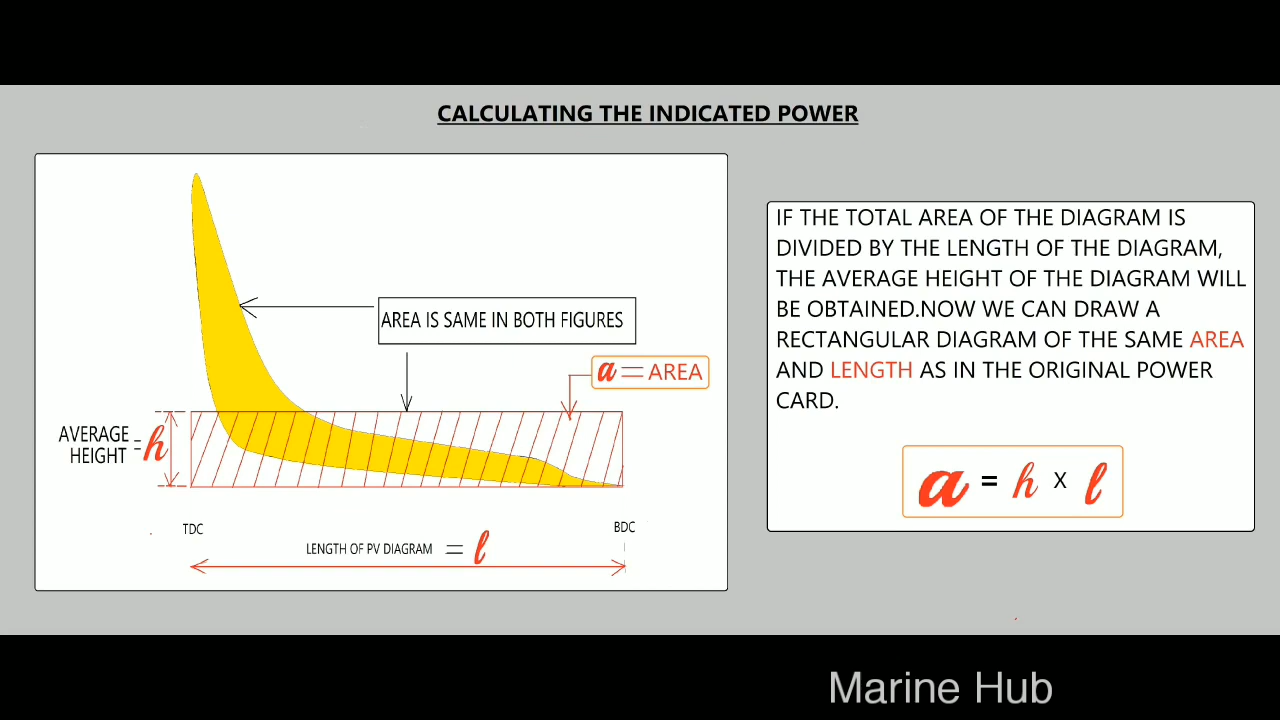 CALCULATING THE INDICATED POWER
AREA IS SAME IN BOTH FIGURES
a = AREA
AVERAGE
HEIGHT = h
TDC
BDC
LENGTH OF PV DIAGRAM = l
IF THE TOTAL AREA OF THE DIAGRAM IS
DIVIDED BY THE LENGTH OF THE DIAGRAM,
THE AVERAGE HEIGHT OF THE DIAGRAM WILL
BE OBTAINED.NOW WE CAN DRAW A
RECTANGULAR DIAGRAM OF THE SAME AREA
AND LENGTH AS IN THE ORIGINAL POWER
CARD.
a = h x l
Marine Hub